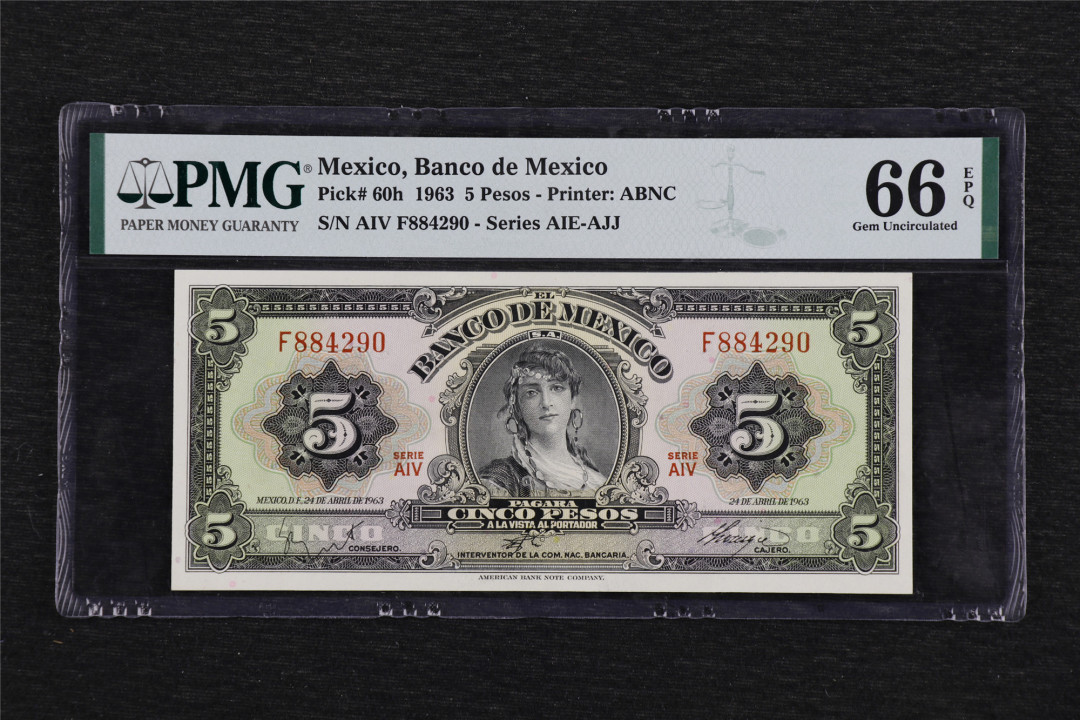 PMG®
PAPER MONEY GUARANTY
Mexico, Banco de Mexico
Pick# 60h 1963 5 Pesos - Printer: ABNC
S/N AIV F884290 - Series AIE-AJJ
66 EPQ
Gem Uncirculated
5 5
EL
BANCO DE MEXICO
S.A.
F884290 F884290
5 5
SERIE AIV
SERIE AIV
MEXICO, D.F. 24 DE ABRIL DE 1963
24 DE ABRIL DE 1963
PAGARA
CINCO PESOS
A LA VISTA AL PORTADOR
5 CINCO CINCO 5
CONSEJERO.
INTERVENTOR DE LA COM. NAC. BANCARIA.
CAJERO.
AMERICAN BANK NOTE COMPANY.